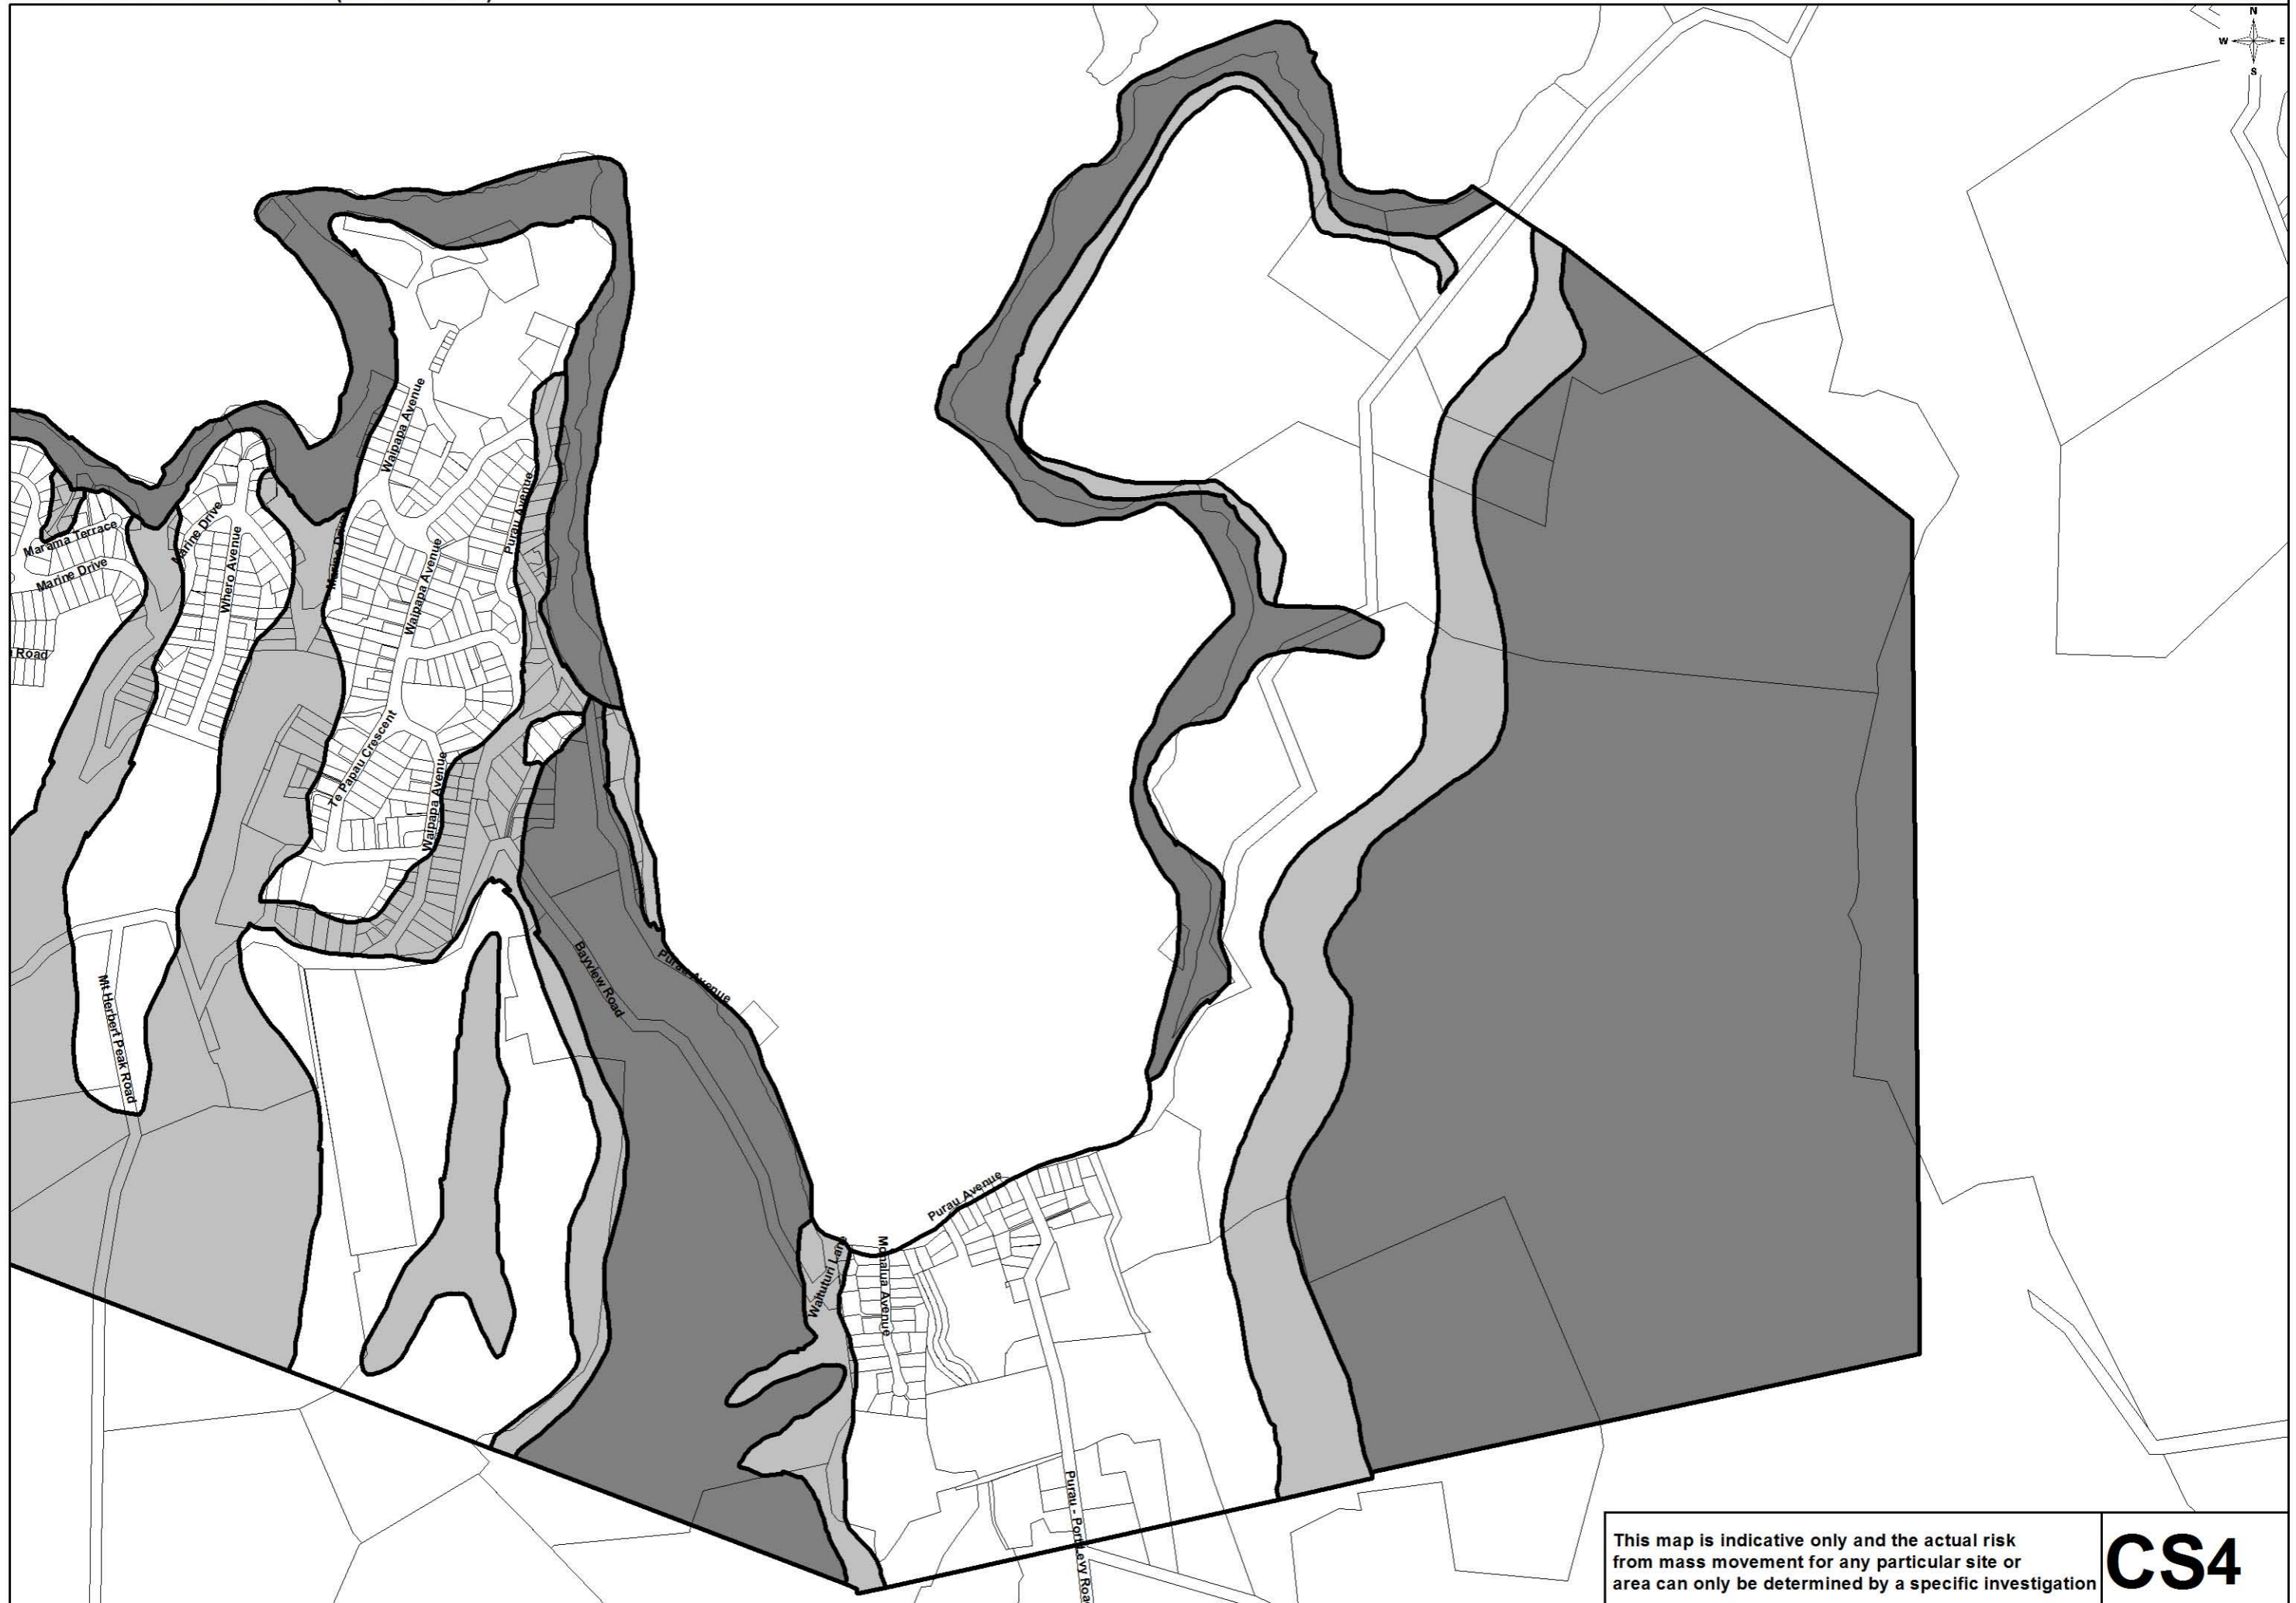 N
W E
S
Waipapa Avenue
Purau Avenue
Marine Drive
Marama Terrace
Marine Drive
Whero Avenue
Marine
Waipapa Avenue
Road
Te Papau Crescent
Waipapa Avenue
Bayview Road
Purau Avenue
Mt Herbert Peak Road
Purau Avenue
Waituturi Lane
Avenue
Purau - Port Levy Road
This map is indicative only and the actual risk
from mass movement for any particular site or
area can only be determined by a specific investigation
CS4